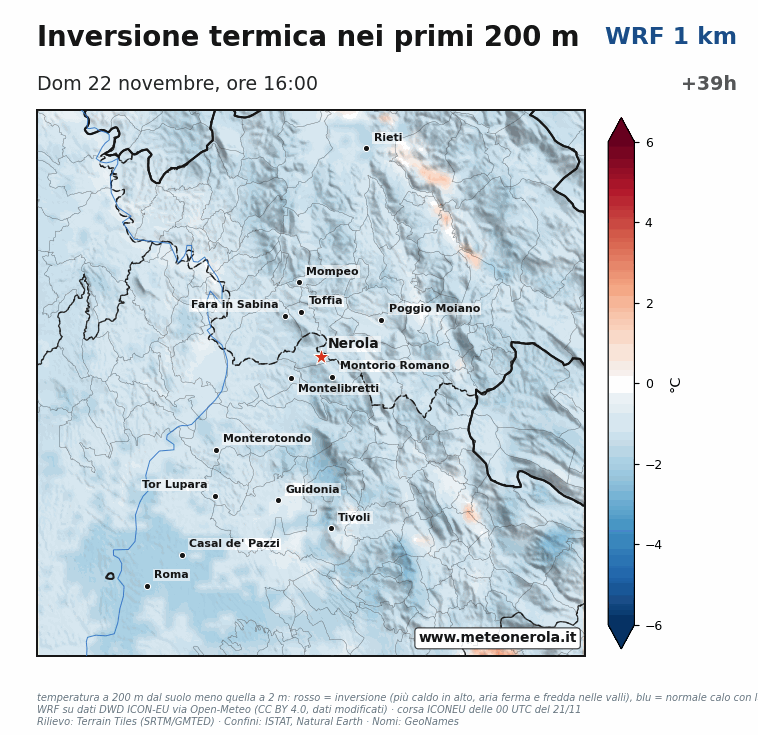 Inversione termica nei primi 200 m
WRF 1 km
Dom 22 novembre, ore 16:00
+39h
Rieti
Mompeo
Toffia
Fara in Sabina
Poggio Moiano
Nerola
Montorio Romano
Montelibretti
Monterotondo
Tor Lupara
Guidonia
Tivoli
Casal de' Pazzi
Roma
www.meteonerola.it
6
4
2
0
−2
−4
−6
°C
temperatura a 200 m dal suolo meno quella a 2 m: rosso = inversione (più caldo in alto, aria ferma e fredda nelle valli), blu = normale calo con l
WRF su dati DWD ICON-EU via Open-Meteo (CC BY 4.0, dati modificati) · corsa ICONEU delle 00 UTC del 21/11
Rilievo: Terrain Tiles (SRTM/GMTED) · Confini: ISTAT, Natural Earth · Nomi: GeoNames